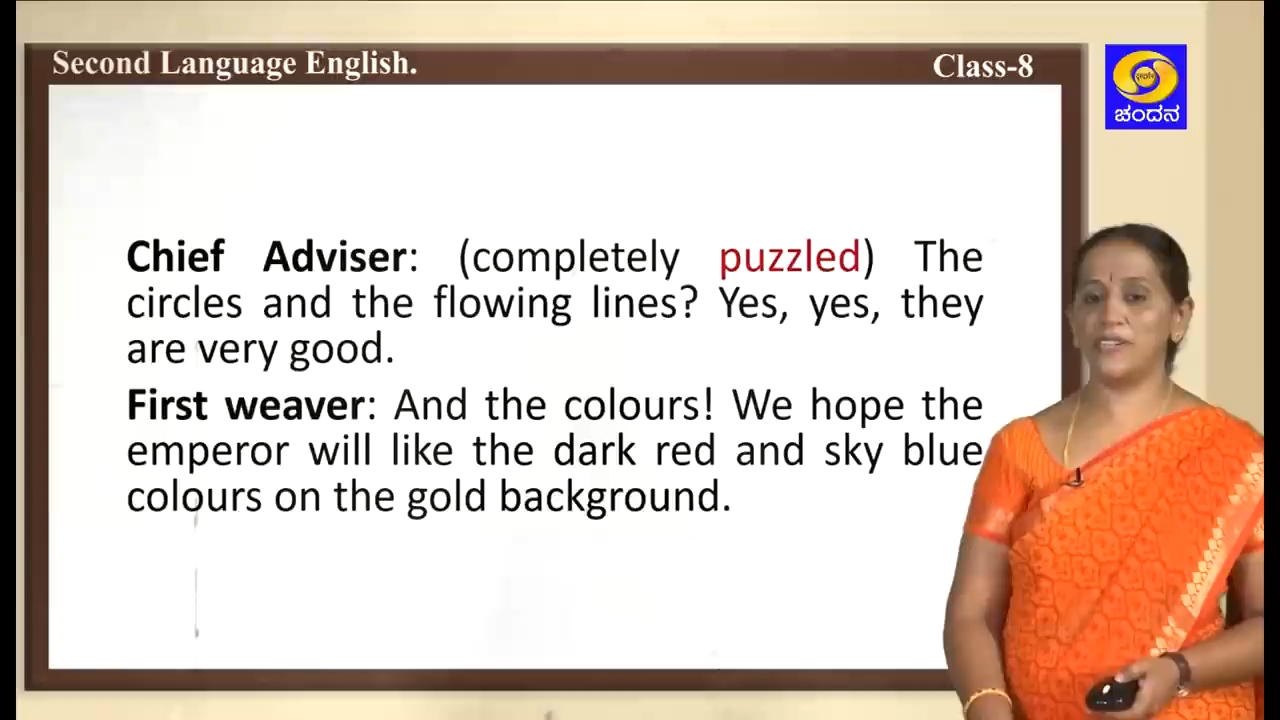 Second Language English.
Class-8
ಚಂದನ
Chief Adviser: (completely puzzled) The
circles and the flowing lines? Yes, yes, they
are very good.
First weaver: And the colours! We hope the
emperor will like the dark red and sky blue
colours on the gold background.